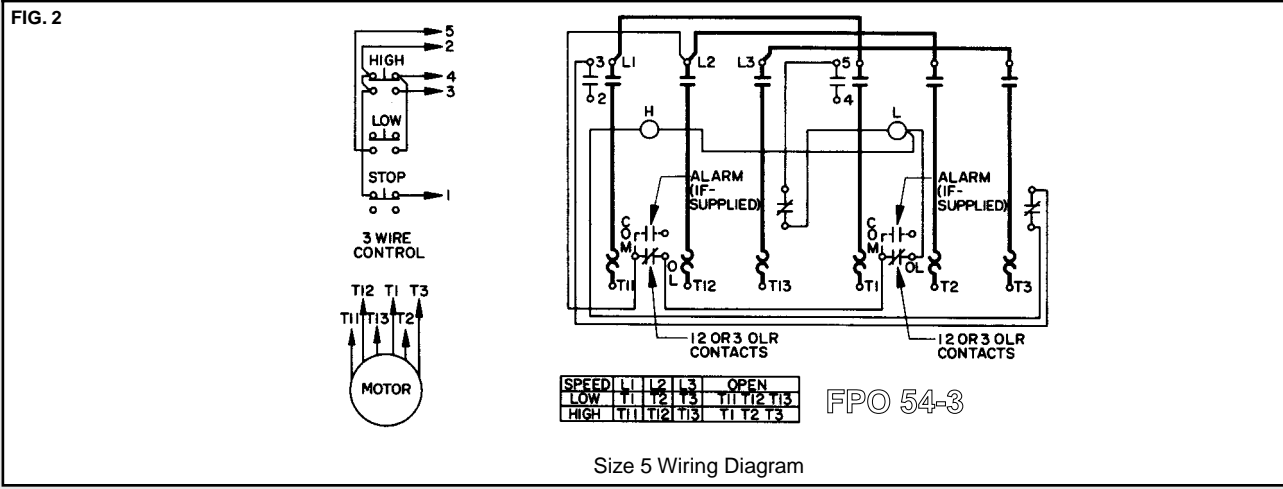 FIG. 2
5
2
HIGH
4
3
LOW
STOP
1
3 WIRE
CONTROL
T12 T1 T3
T11 T13 T2
MOTOR
3 L1 L2 L3 5
2 4
H L
ALARM
(IF-
SUPPLIED)
ALARM
(IF-
SUPPLIED)
COM
OL
COM
OL
T11 T12 T13 T1 T2 T3
1 2 OR 3 OLR
CONTACTS
1 2 OR 3 OLR
CONTACTS
SPEED L1 L2 L3 OPEN
LOW T1 T2 T3 T11 T12 T13
HIGH T11 T12 T13 T1 T2 T3
FPO 54-3
Size 5 Wiring Diagram